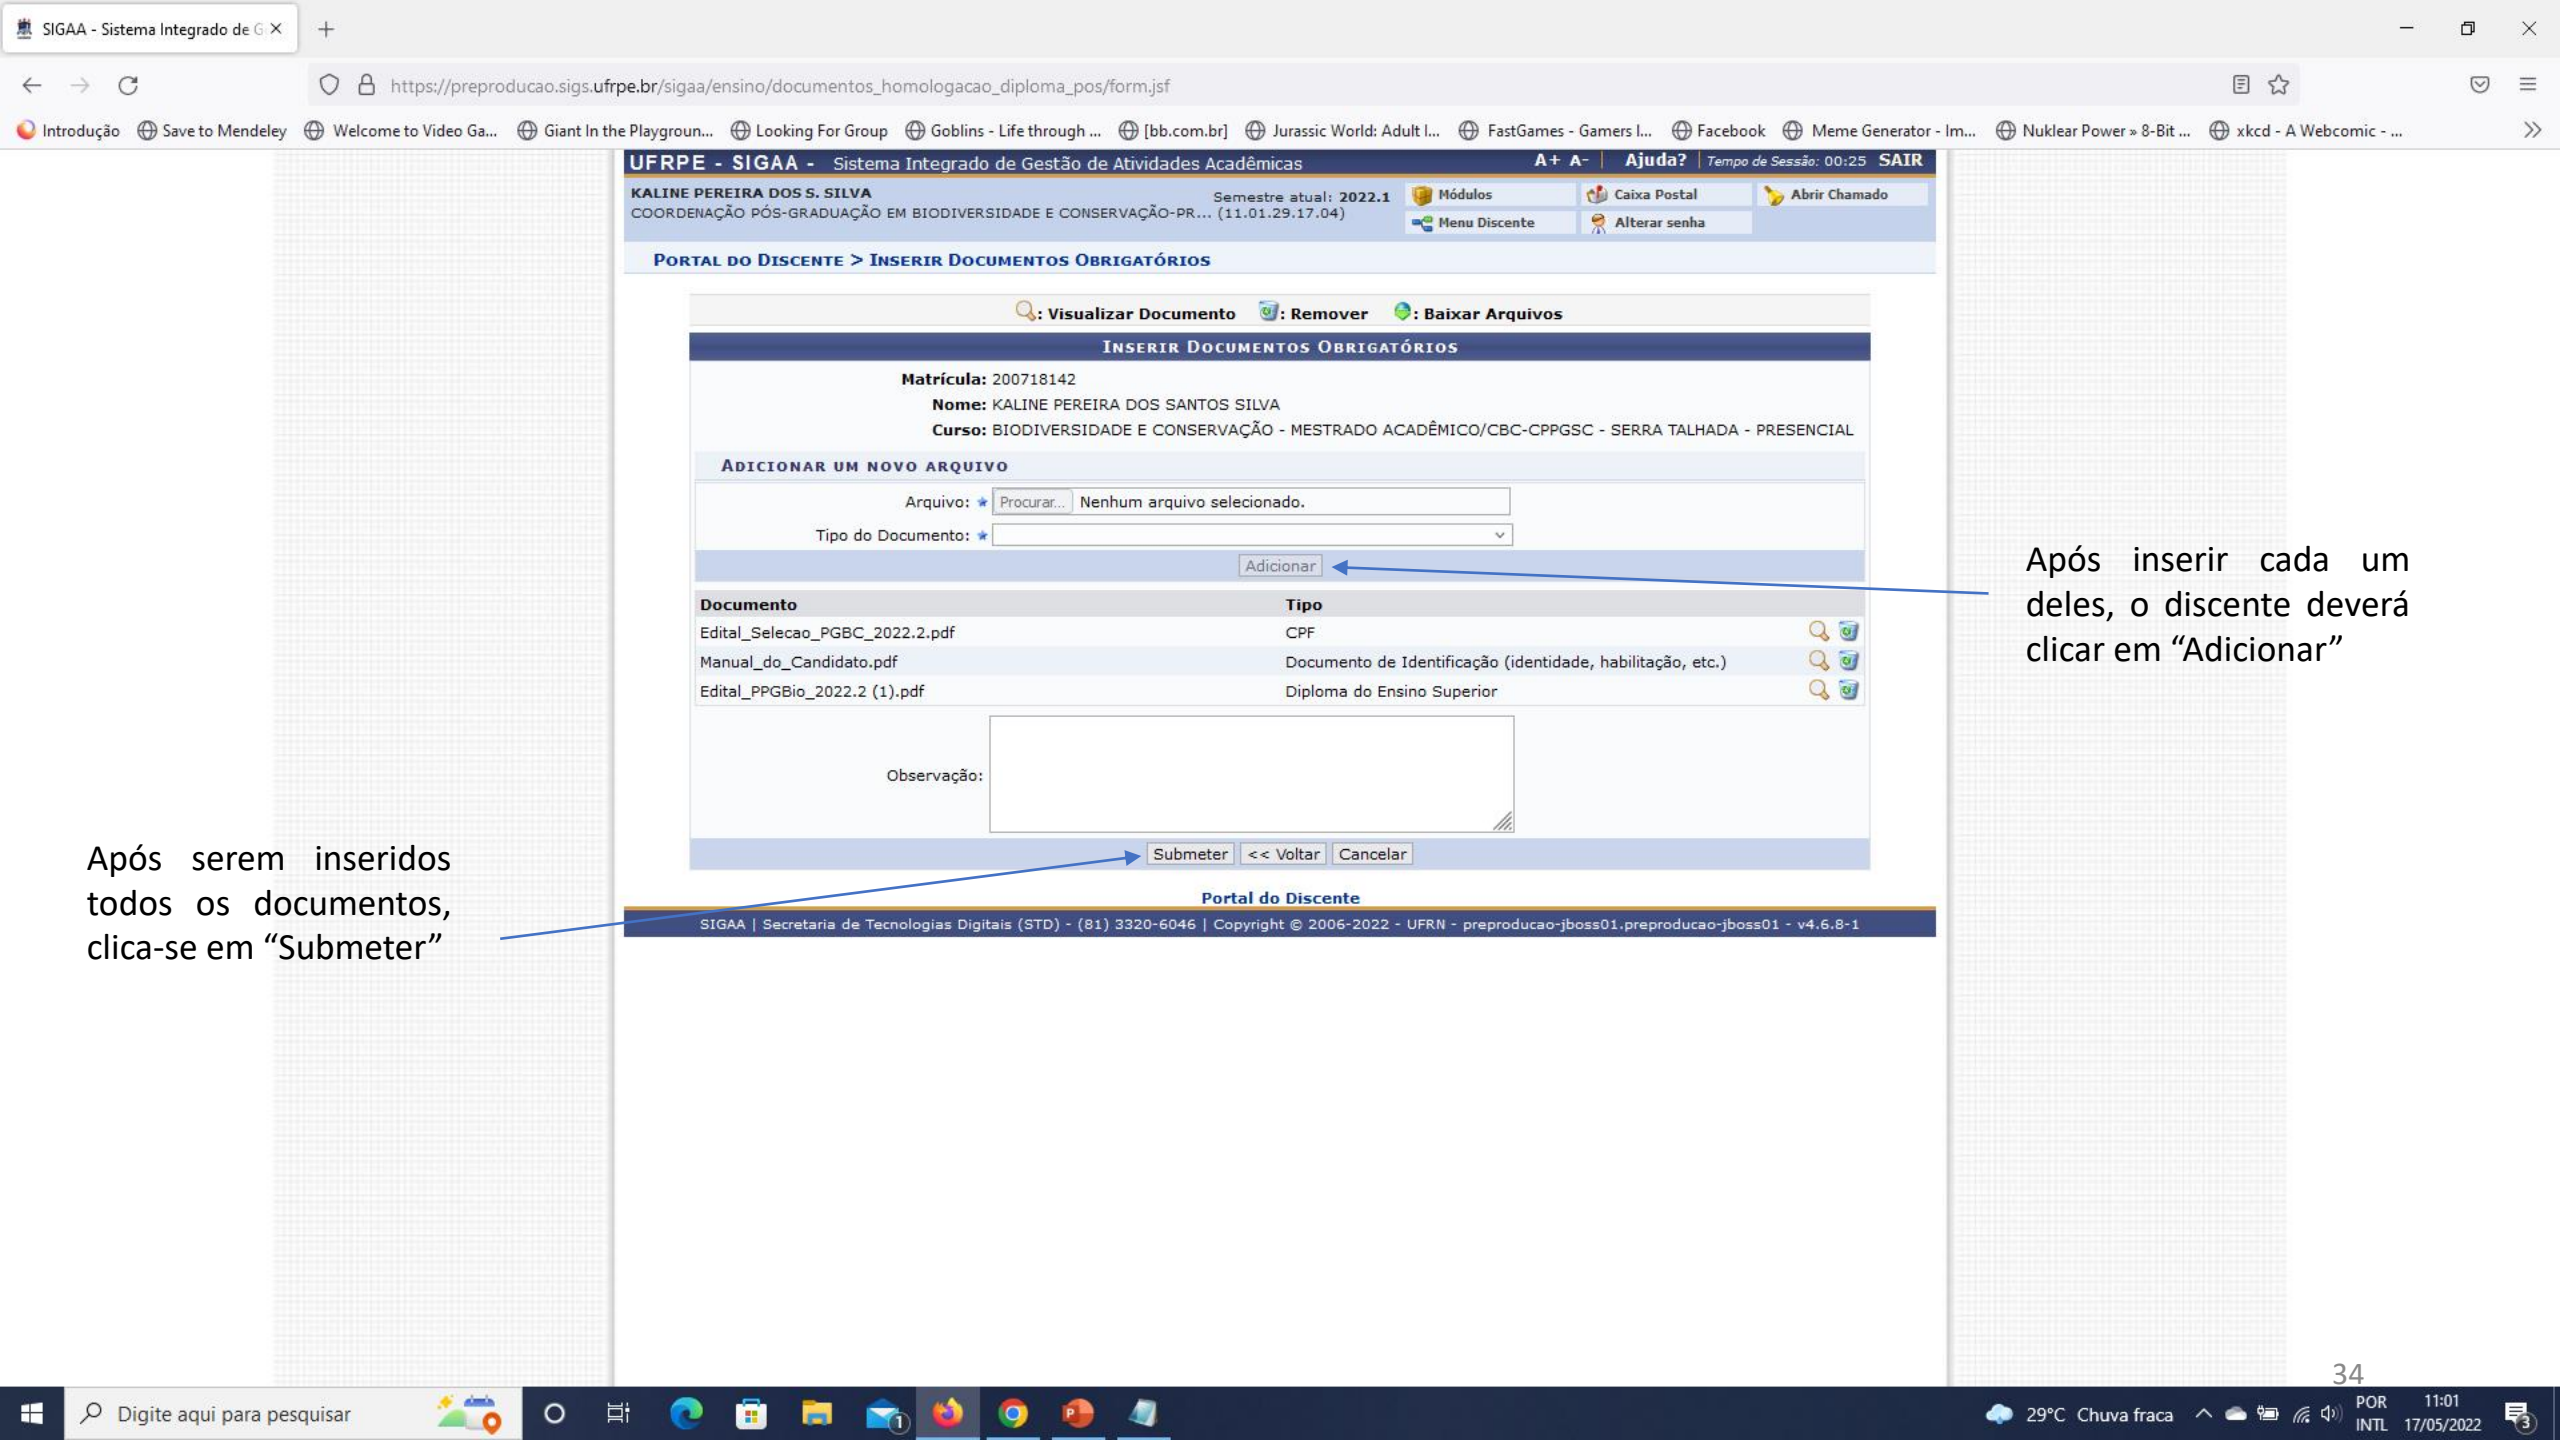 SIGAA - Sistema Integrado de G
https://preproducao.sigs.ufrpe.br/sigaa/ensino/documentos_homologacao_diploma_pos/form.jsf
Introdução Save to Mendeley Welcome to Video Ga... Giant In the Playgroun... Looking For Group Goblins - Life through ... [bb.com.br] Jurassic World: Adult I... FastGames - Gamers I... Facebook Meme Generator - Im... Nuklear Power » 8-Bit ... xkcd - A Webcomic - ...
UFRPE - SIGAA - Sistema Integrado de Gestão de Atividades Acadêmicas A+ A- | Ajuda? | Tempo de Sessão: 00:25 SAIR
KALINE PEREIRA DOS S. SILVA Semestre atual: 2022.1 Módulos Caixa Postal Abrir Chamado
COORDENAÇÃO PÓS-GRADUAÇÃO EM BIODIVERSIDADE E CONSERVAÇÃO-PR... (11.01.29.17.04) Menu Discente Alterar senha
PORTAL DO DISCENTE > INSERIR DOCUMENTOS OBRIGATÓRIOS
: Visualizar Documento : Remover : Baixar Arquivos
INSERIR DOCUMENTOS OBRIGATÓRIOS
Matrícula: 200718142
Nome: KALINE PEREIRA DOS SANTOS SILVA
Curso: BIODIVERSIDADE E CONSERVAÇÃO - MESTRADO ACADÊMICO/CBC-CPPGSC - SERRA TALHADA - PRESENCIAL
ADICIONAR UM NOVO ARQUIVO
Arquivo: Procurar... Nenhum arquivo selecionado.
Tipo do Documento:
Adicionar
Documento Tipo
Edital_Selecao_PGBC_2022.2.pdf CPF
Manual_do_Candidato.pdf Documento de Identificação (identidade, habilitação, etc.)
Edital_PPGBio_2022.2 (1).pdf Diploma do Ensino Superior
Observação:
Submeter << Voltar Cancelar
Portal do Discente
SIGAA | Secretaria de Tecnologias Digitais (STD) - (81) 3320-6046 | Copyright © 2006-2022 - UFRN - preproducao-jboss01.preproducao-jboss01 - v4.6.8-1
Após inserir cada um
deles, o discente deverá
clicar em “Adicionar”
Após serem inseridos
todos os documentos,
clica-se em “Submeter”
34
Digite aqui para pesquisar 1 29°C Chuva fraca POR 11:01
INTL 17/05/2022 3